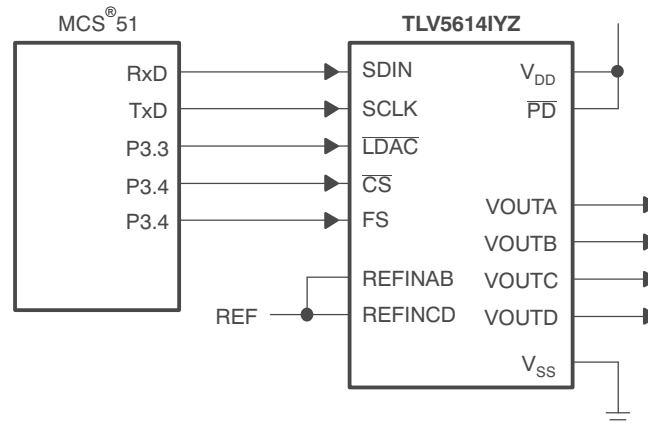 MCS®51
TLV5614IYZ
RxD
TxD
P3.3
P3.4
P3.4
SDIN
SCLK
LDAC
CS
FS
REFINAB
REFINCD
REF
VDD
PD
VOUTA
VOUTB
VOUTC
VOUTD
VSS